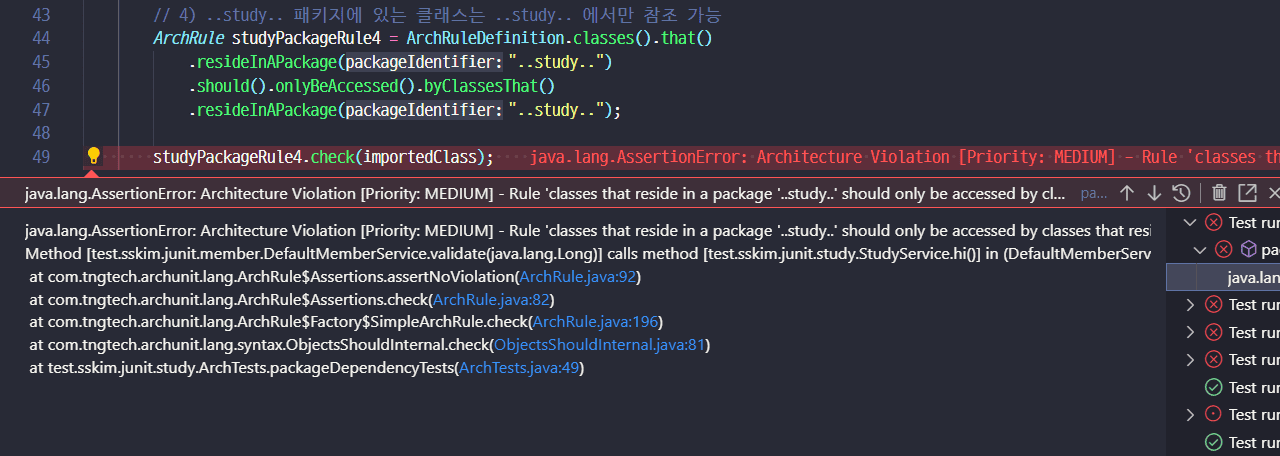 43 // 4) ..study.. 패키지에 있는 클래스는 ..study.. 에서만 참조 가능
44 ArchRule studyPackageRule4 = ArchRuleDefinition.classes().that()
45 .resideInAPackage(packageIdentifier: "..study..")
46 .should().onlyBeAccessed().byClassesThat()
47 .resideInAPackage(packageIdentifier: "..study..");
48
49 studyPackageRule4.check(importedClass); java.lang.AssertionError: Architecture Violation [Priority: MEDIUM] – Rule 'classes th
java.lang.AssertionError: Architecture Violation [Priority: MEDIUM] - Rule 'classes that reside in a package '..study..' should only be accessed by cl... pa...
java.lang.AssertionError: Architecture Violation [Priority: MEDIUM] - Rule 'classes that reside in a package '..study..' should only be accessed by classes that resi
Method [test.sskim.junit.member.DefaultMemberService.validate(java.lang.Long)] calls method [test.sskim.junit.study.StudyService.hi()] in (DefaultMemberServ
at com.tngtech.archunit.lang.ArchRule$Assertions.assertNoViolation(ArchRule.java:92)
at com.tngtech.archunit.lang.ArchRule$Assertions.check(ArchRule.java:82)
at com.tngtech.archunit.lang.ArchRule$Factory$SimpleArchRule.check(ArchRule.java:196)
at com.tngtech.archunit.lang.syntax.ObjectsShouldInternal.check(ObjectsShouldInternal.java:81)
at test.sskim.junit.study.ArchTests.packageDependencyTests(ArchTests.java:49)
Test run
pa
java.lang
Test run
Test run
Test run
Test run
Test run
Test run